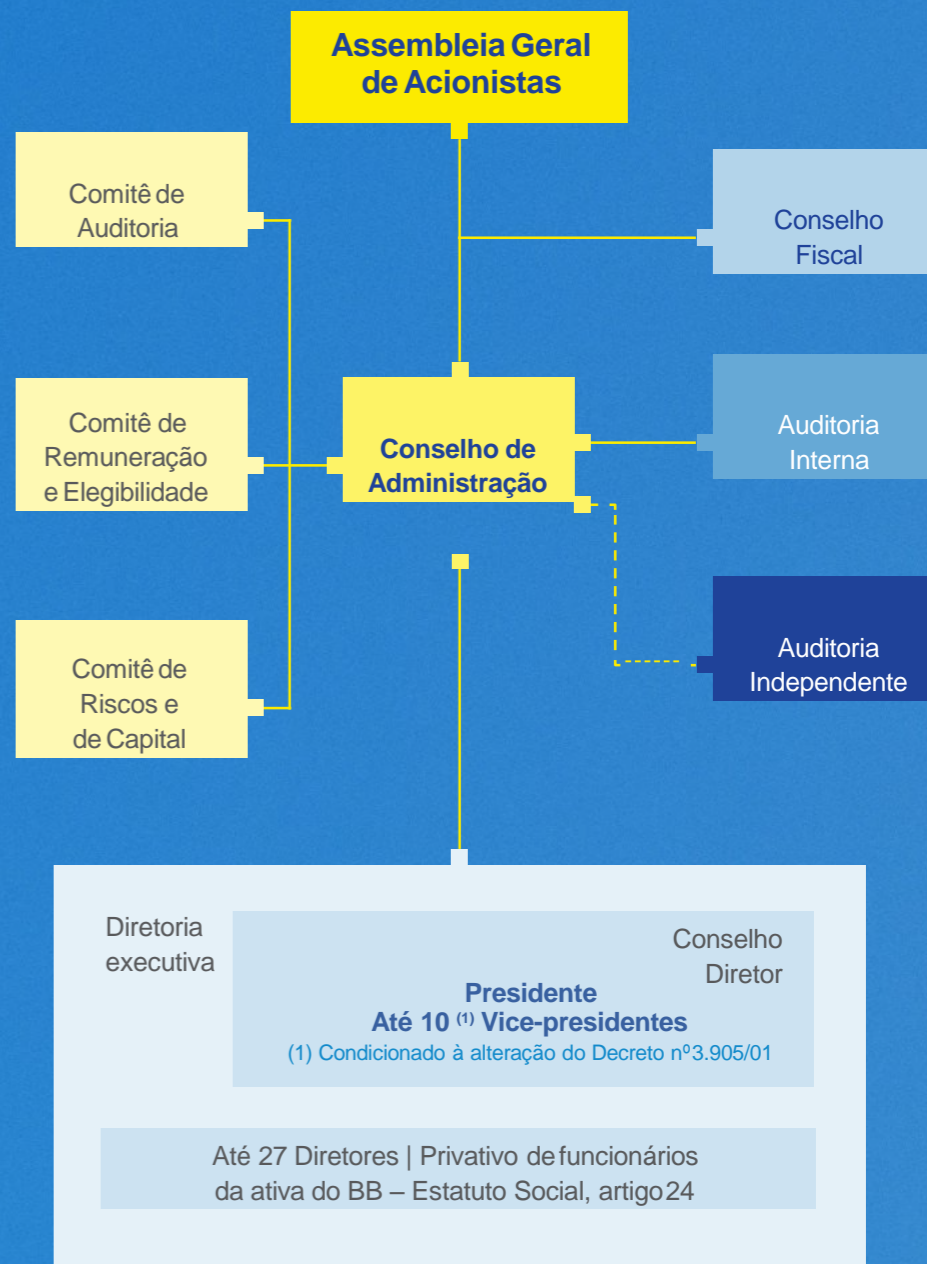 Assembleia Geral
de Acionistas
Comitê de
Auditoria
Conselho
Fiscal
Comitê de
Remuneração
e Elegibilidade
Conselho de
Administração
Auditoria
Interna
Comitê de
Riscos e
de Capital
Auditoria
Independente
Diretoria
executiva
Conselho
Diretor
Presidente
Até 10 (1) Vice-presidentes
(1) Condicionado à alteração do Decreto nº3.905/01
Até 27 Diretores | Privativo de funcionários
da ativa do BB – Estatuto Social, artigo 24